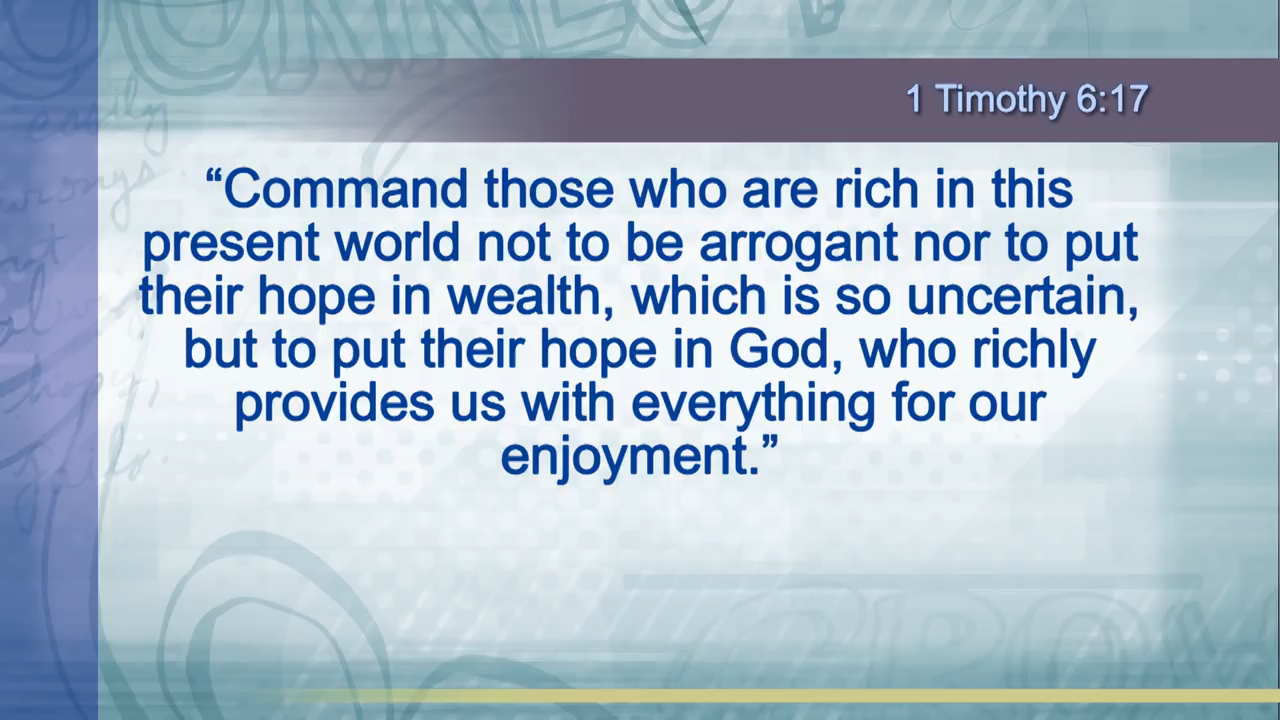 1 Timothy 6:17
“Command those who are rich in this
present world not to be arrogant nor to put
their hope in wealth, which is so uncertain,
but to put their hope in God, who richly
provides us with everything for our
enjoyment.”
easily
wrongs.